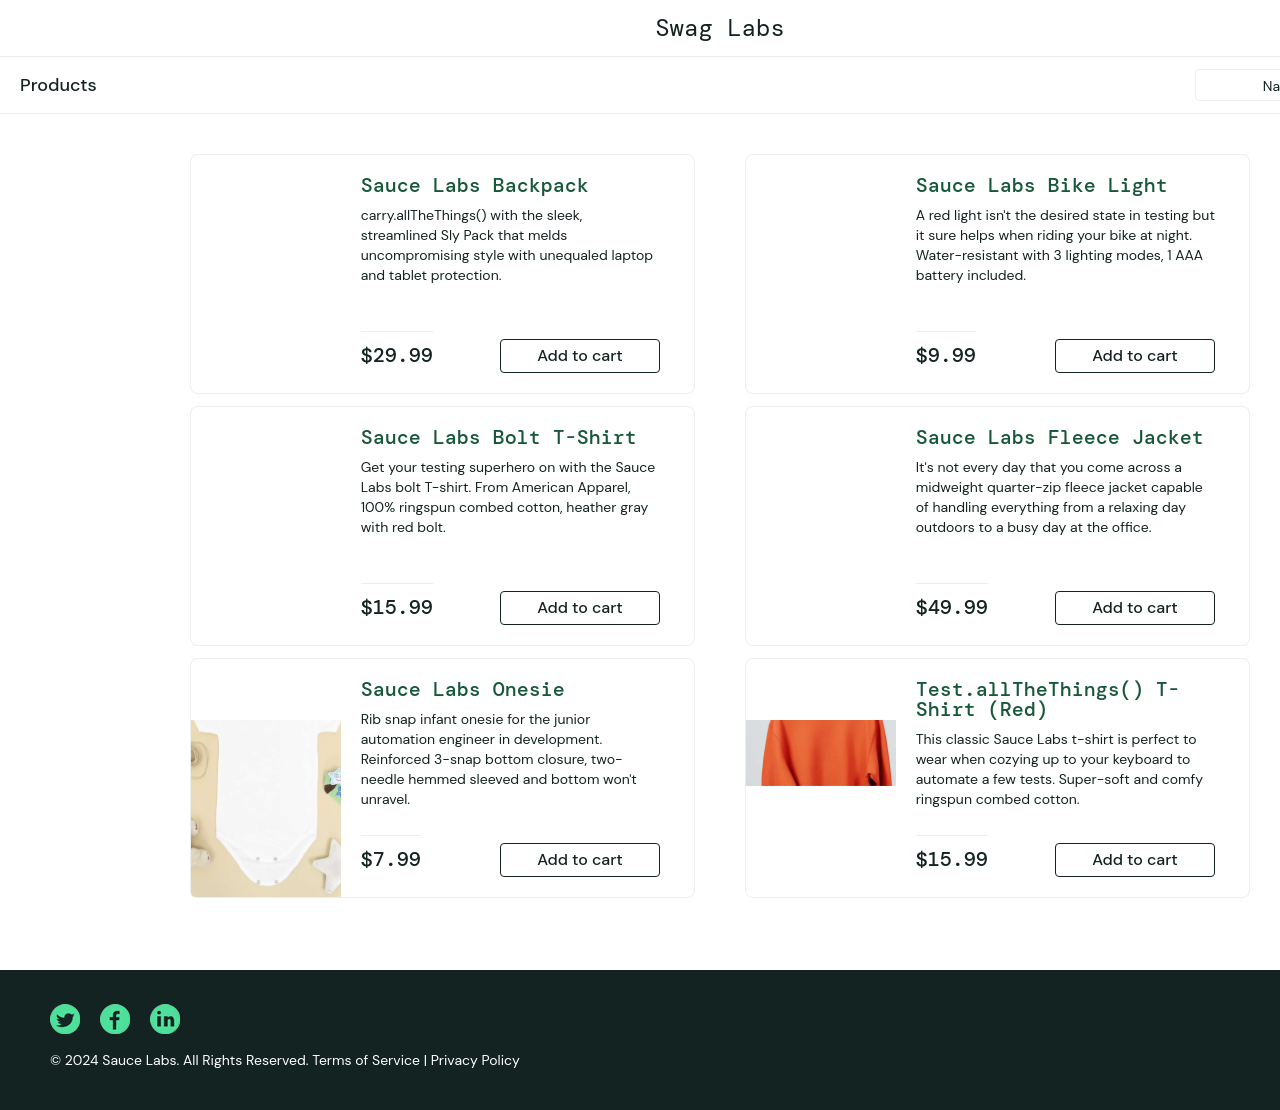 Swag Labs
Products
Na
Sauce Labs Backpack
carry.allTheThings() with the sleek,
streamlined Sly Pack that melds
uncompromising style with unequaled laptop
and tablet protection.
$29.99
Add to cart
Sauce Labs Bike Light
A red light isn't the desired state in testing but
it sure helps when riding your bike at night.
Water-resistant with 3 lighting modes, 1 AAA
battery included.
$9.99
Add to cart
Sauce Labs Bolt T-Shirt
Get your testing superhero on with the Sauce
Labs bolt T-shirt. From American Apparel,
100% ringspun combed cotton, heather gray
with red bolt.
$15.99
Add to cart
Sauce Labs Fleece Jacket
It's not every day that you come across a
midweight quarter-zip fleece jacket capable
of handling everything from a relaxing day
outdoors to a busy day at the office.
$49.99
Add to cart
Sauce Labs Onesie
Rib snap infant onesie for the junior
automation engineer in development.
Reinforced 3-snap bottom closure, two-
needle hemmed sleeved and bottom won't
unravel.
$7.99
Add to cart
Test.allTheThings() T-
Shirt (Red)
This classic Sauce Labs t-shirt is perfect to
wear when cozying up to your keyboard to
automate a few tests. Super-soft and comfy
ringspun combed cotton.
$15.99
Add to cart
© 2024 Sauce Labs. All Rights Reserved. Terms of Service | Privacy Policy